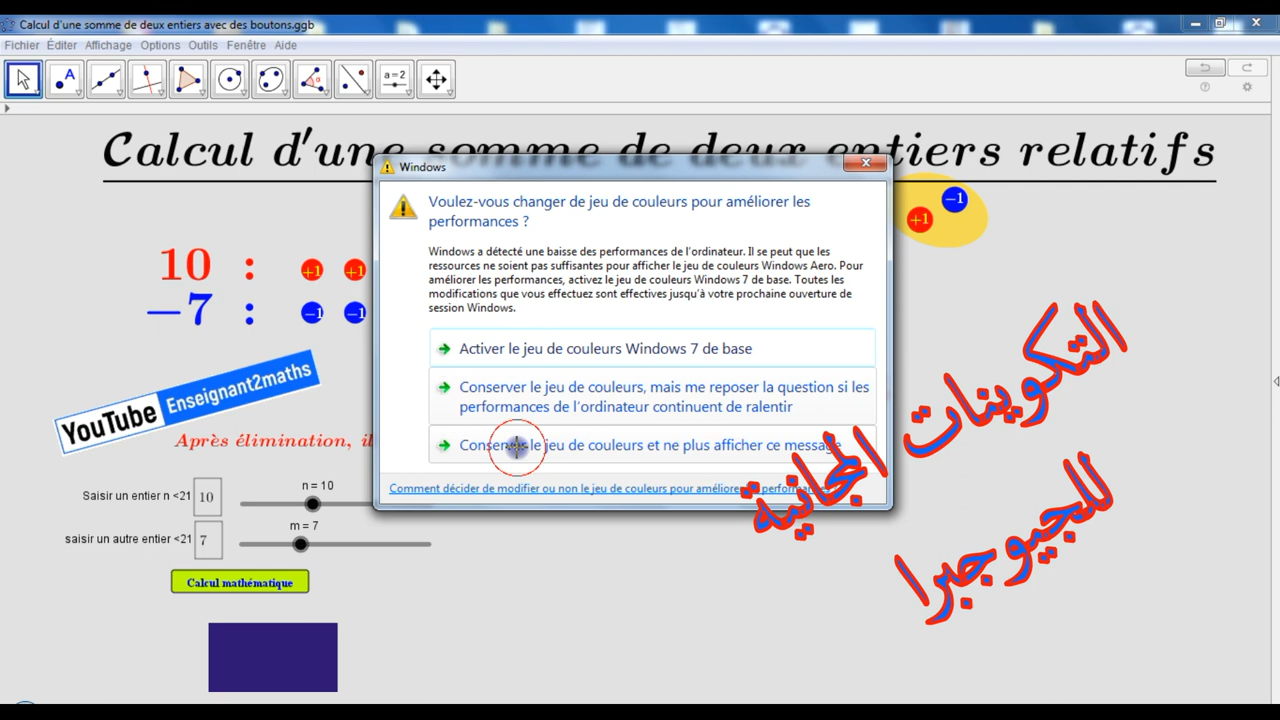 Calcul d'une somme de deux entiers avec des boutons.ggb
Fichier Éditer Affichage Options Outils Fenêtre Aide
A
α
a = 2
Calcul d'une somme de deux entiers relatifs
Windows
Voulez-vous changer de jeu de couleurs pour améliorer les
performances ?
Windows a détecté une baisse des performances de l'ordinateur. Il se peut que les
ressources ne soient pas suffisantes pour afficher le jeu de couleurs Windows Aero. Pour
améliorer les performances, activez le jeu de couleurs Windows 7 de base. Toutes les
modifications que vous effectuez sont effectives jusqu'à votre prochaine ouverture de
session Windows.
Activer le jeu de couleurs Windows 7 de base
Conserver le jeu de couleurs, mais me reposer la question si les
performances de l'ordinateur continuent de ralentir
Conserver le jeu de couleurs et ne plus afficher ce message
Comment décider de modifier ou non le jeu de couleurs pour améliorer les performances
+1 −1
10 : +1 +1
−7 : −1 −1
YouTube Enseignant2maths
Après élimination, il
Saisir un entier n <21 10 n = 10
saisir un autre entier <21 7 m = 7
Calcul mathématique
التكوينات المجانية
للجيوجبرا